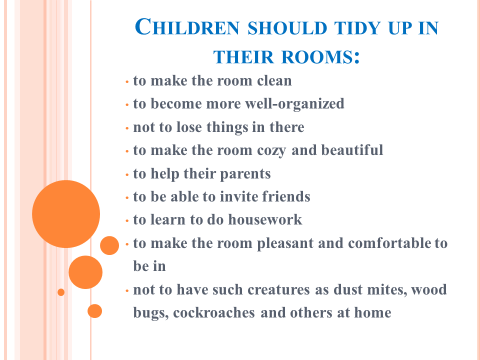 CHILDREN SHOULD TIDY UP IN
THEIR ROOMS:
• to make the room clean
• to become more well-organized
• not to lose things in there
• to make the room cozy and beautiful
• to help their parents
• to be able to invite friends
• to learn to do housework
• to make the room pleasant and comfortable to
be in
• not to have such creatures as dust mites, wood
bugs, cockroaches and others at home